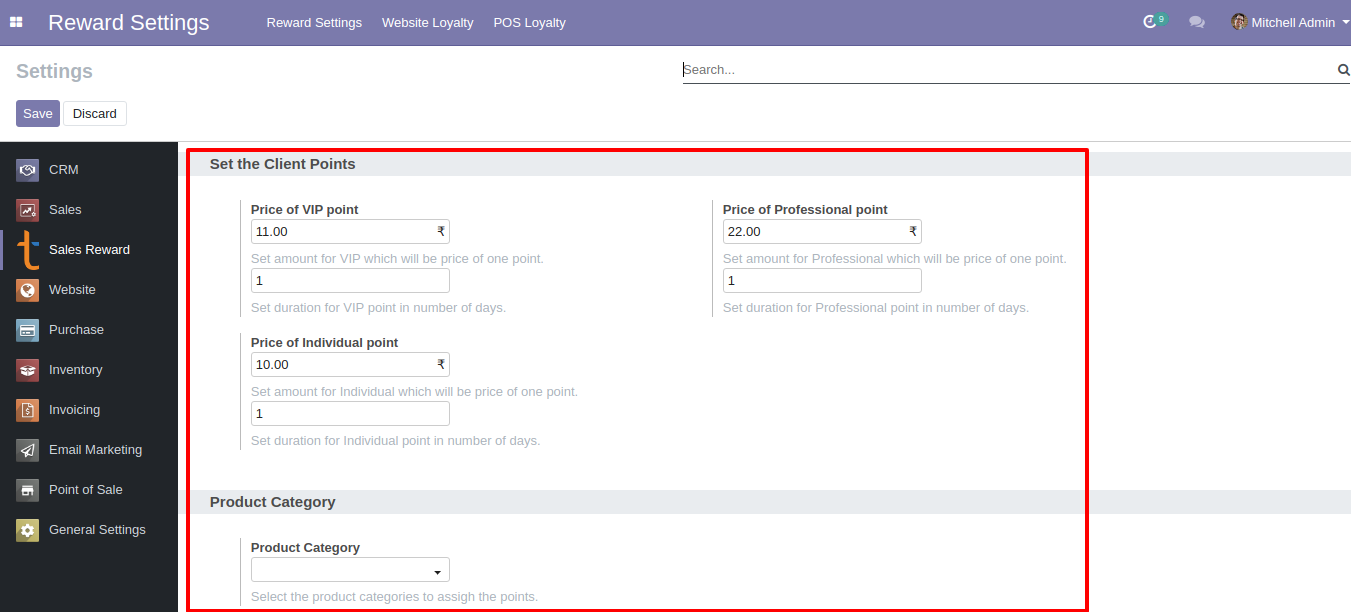 Reward Settings
Reward Settings Website Loyalty POS Loyalty
9
Mitchell Admin
Settings
Search...
Save Discard
CRM
Sales
Sales Reward
Website
Purchase
Inventory
Invoicing
Email Marketing
Point of Sale
General Settings
Set the Client Points
Price of VIP point
11.00 ₹
Set amount for VIP which will be price of one point.
1
Set duration for VIP point in number of days.
Price of Professional point
22.00 ₹
Set amount for Professional which will be price of one point.
1
Set duration for Professional point in number of days.
Price of Individual point
10.00 ₹
Set amount for Individual which will be price of one point.
1
Set duration for Individual point in number of days.
Product Category
Product Category
Select the product categories to assigh the points.